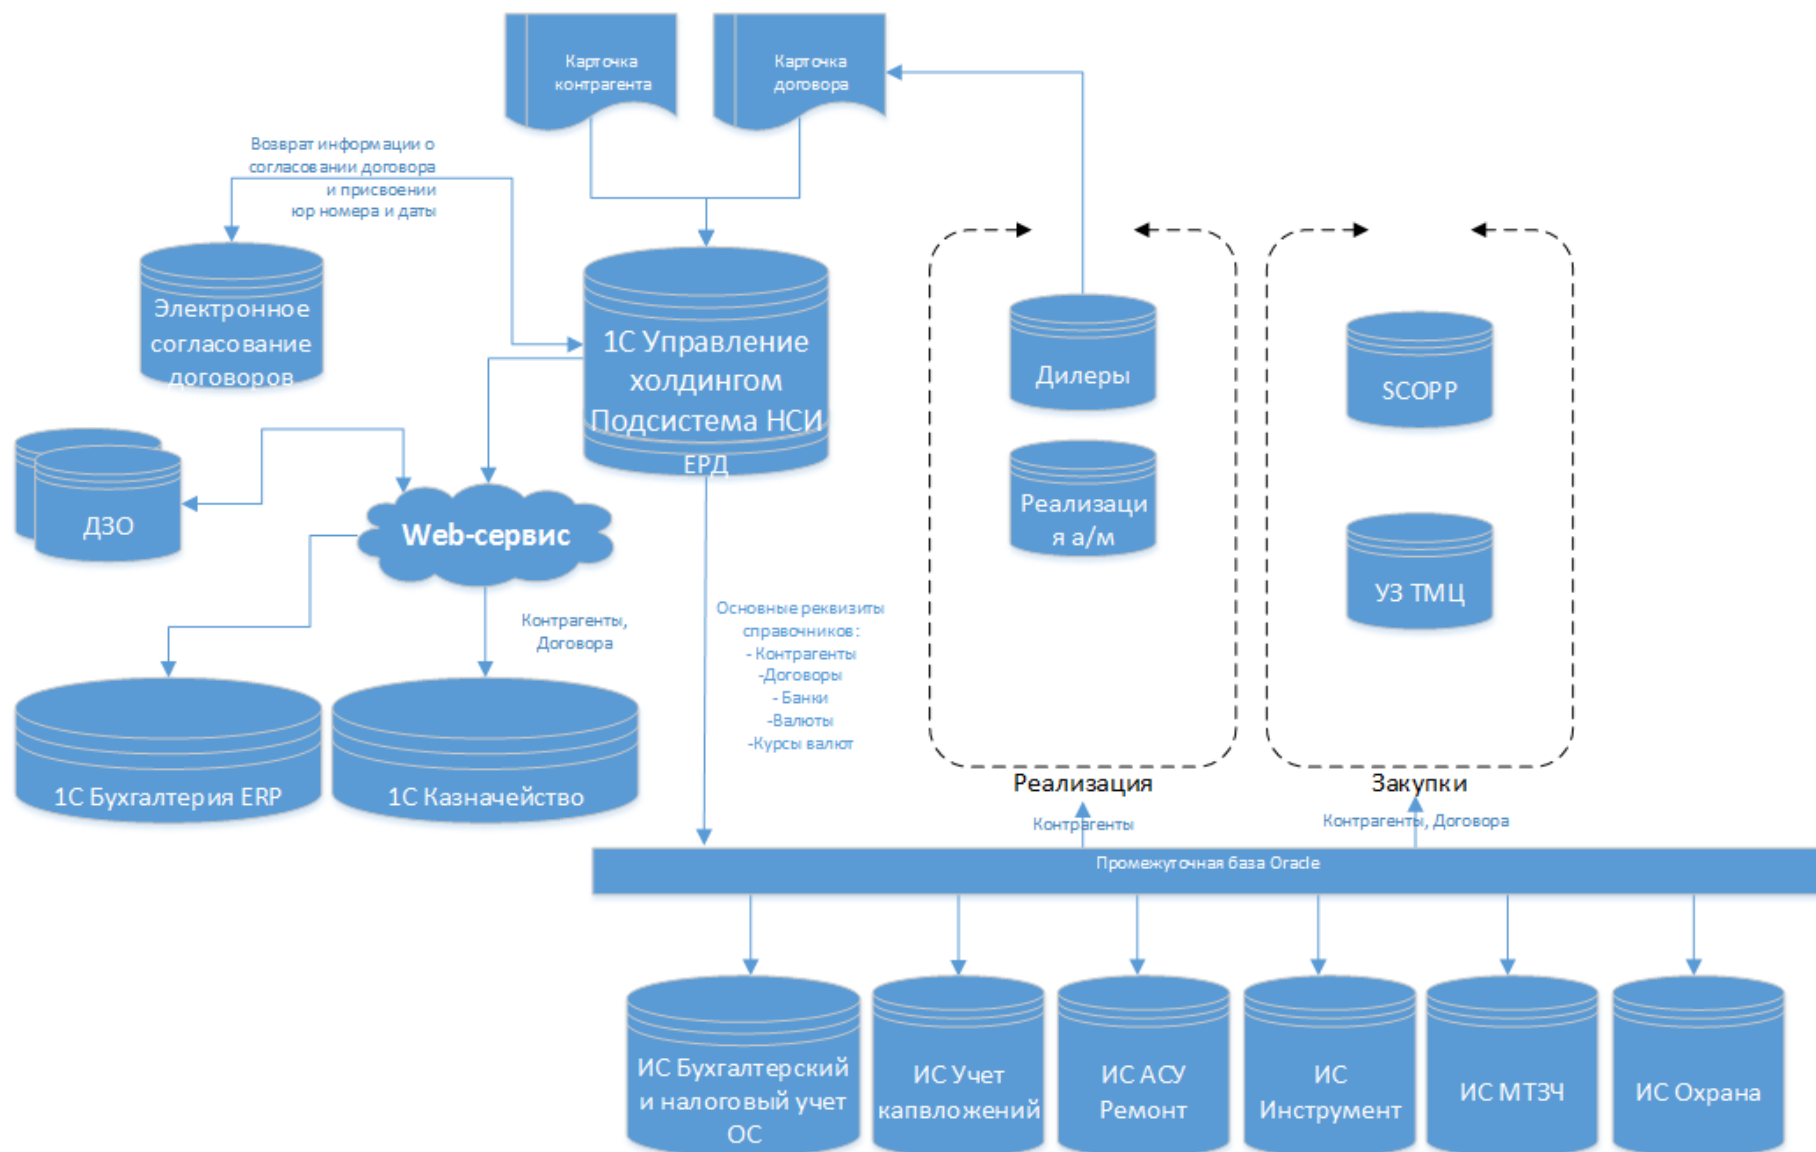 Карточка
контрагента
Карточка
договора
Возврат информации о
согласовании договора
и присвоении
юр номера и даты
Электронное
согласование
договоров
1С Управление
холдингом
Подсистема НСИ
ЕРД
Дилеры
Реализаци
я а/м
SCOPP
УЗ ТМЦ
ДЗО
Web-сервис
Контрагенты,
Договора
Основные реквизиты
справочников:
- Контрагенты
-Договоры
- Банки
-Валюты
-Курсы валют
1С Бухгалтерия ERP
1С Казначейство
Реализация
Закупки
Контрагенты
Контрагенты, Договора
Промежуточная база Oracle
ИС Бухгалтерский
и налоговый учет
ОС
ИС Учет
капвложений
ИС АСУ
Ремонт
ИС
Инструмент
ИС МТЗЧ
ИС Охрана